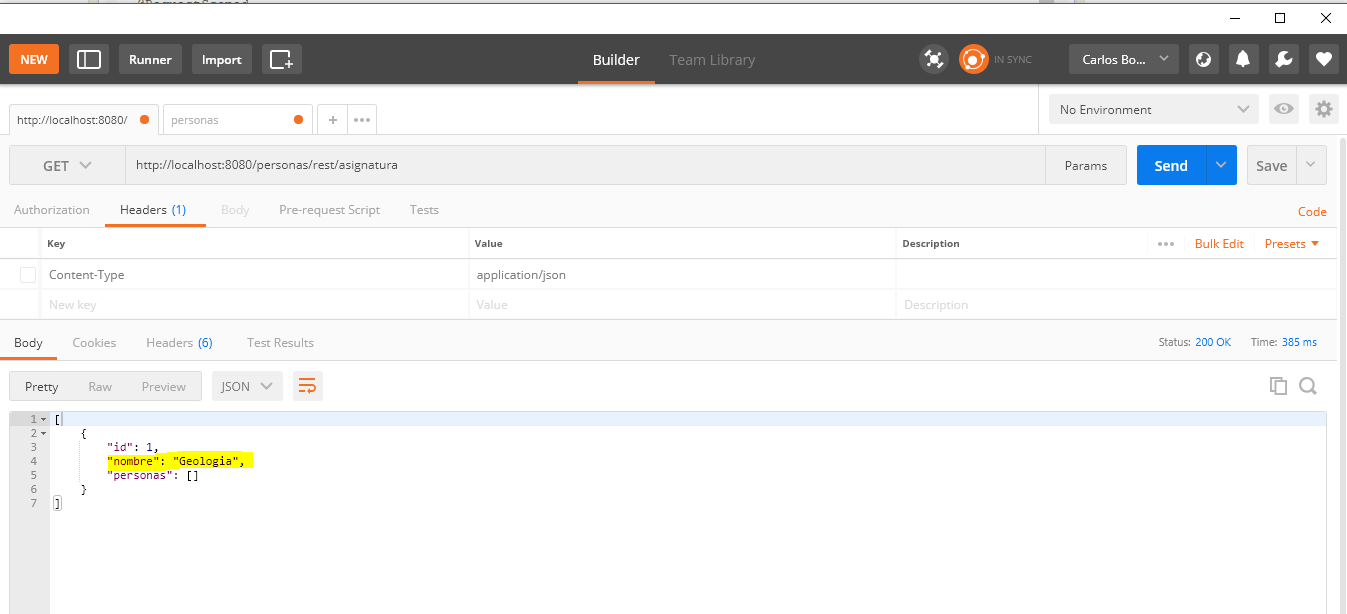 @RequestScoped
NEW Runner Import Builder Team Library IN SYNC Carlos Bo...
http://localhost:8080/ personas + ••• No Environment
GET http://localhost:8080/personas/rest/asignatura Params Send Save
Authorization Headers (1) Body Pre-request Script Tests Code
Key Value Description ••• Bulk Edit Presets
Content-Type application/json
New key Value Description
Body Cookies Headers (6) Test Results Status: 200 OK Time: 385 ms
Pretty Raw Preview JSON
1 [
2 {
3 "id": 1,
4 "nombre": "Geologia",
5 "personas": []
6 }
7 ]